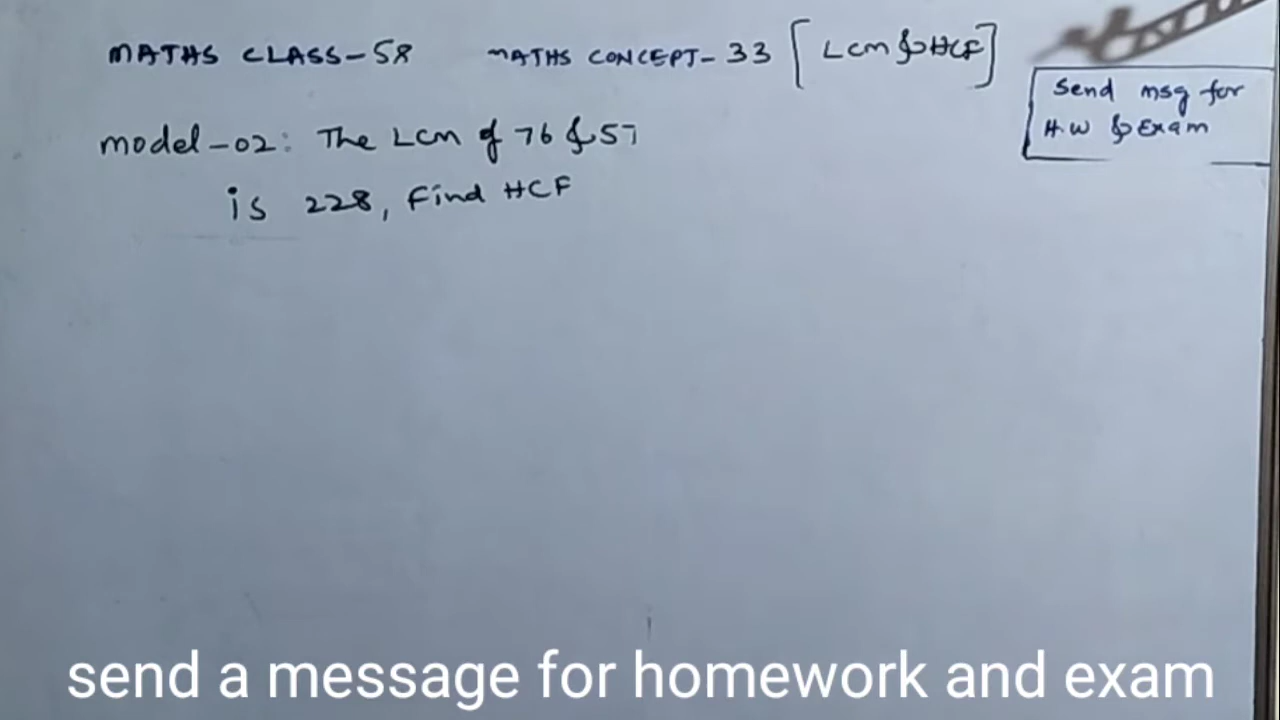 MATHS CLASS-58 MATHS CONCEPT-33 [LCM & HCF]
Send msg for
H.W & Exam
model-02: The LCM of 76 & 57
is 228, Find HCF
send a message for homework and exam